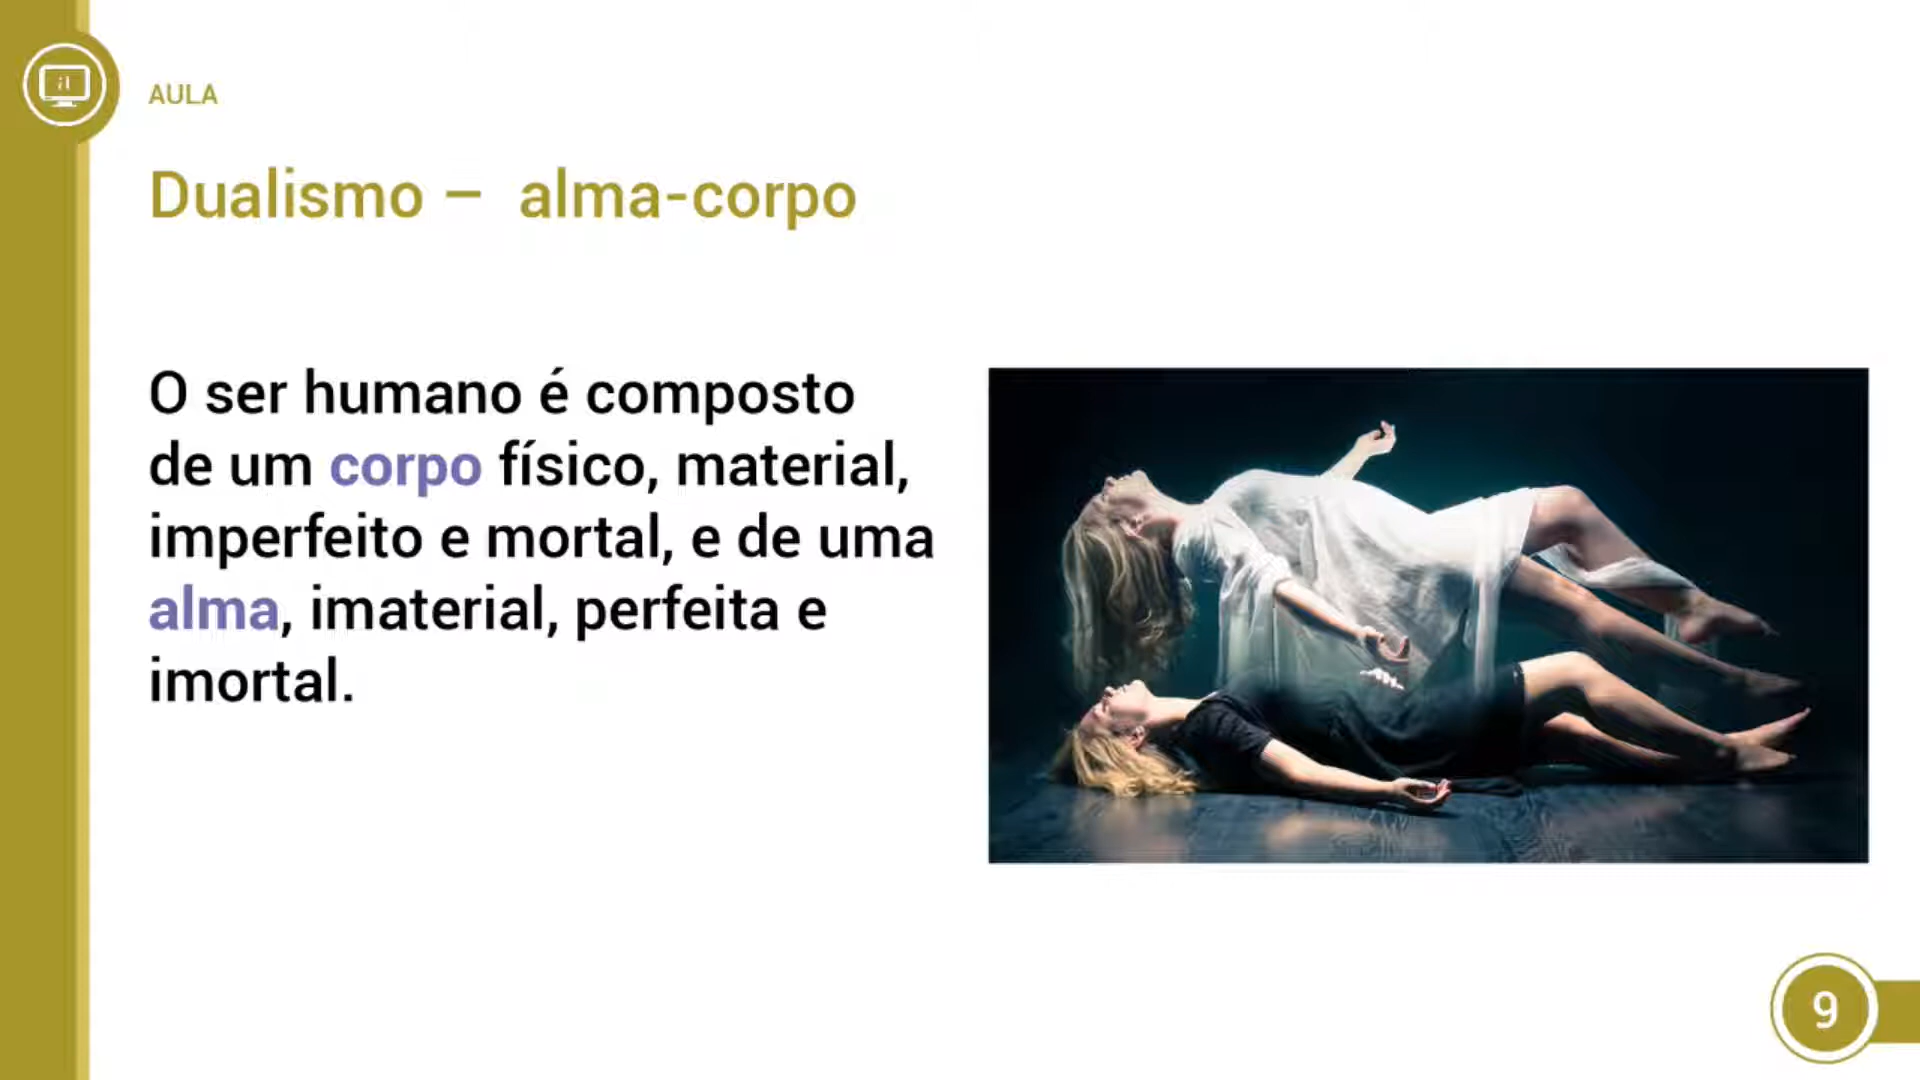 AULA
Dualismo – alma-corpo
O ser humano é composto
de um corpo físico, material,
imperfeito e mortal, e de uma
alma, imaterial, perfeita e
imortal.
9